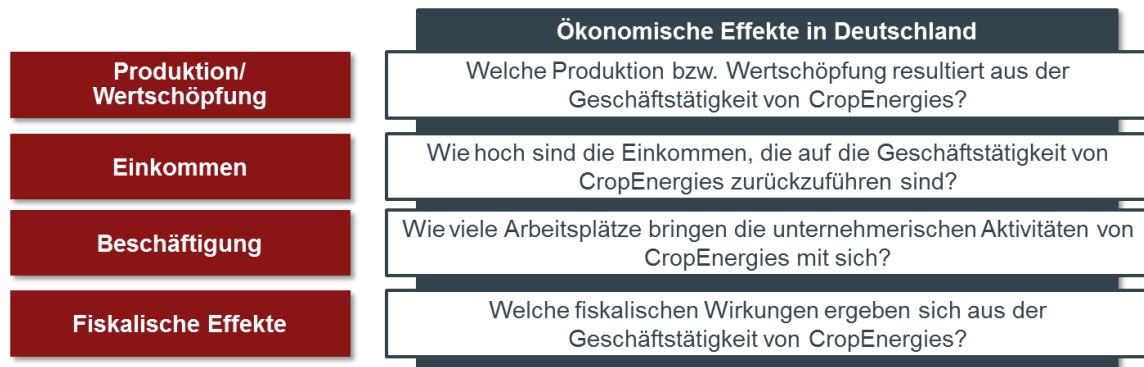 Ökonomische Effekte in Deutschland
Produktion/
Wertschöpfung
Welche Produktion bzw. Wertschöpfung resultiert aus der
Geschäftstätigkeit von CropEnergies?
Einkommen
Wie hoch sind die Einkommen, die auf die Geschäftstätigkeit von
CropEnergies zurückzuführen sind?
Beschäftigung
Wie viele Arbeitsplätze bringen die unternehmerischen Aktivitäten von
CropEnergies mit sich?
Fiskalische Effekte
Welche fiskalischen Wirkungen ergeben sich aus der
Geschäftstätigkeit von CropEnergies?